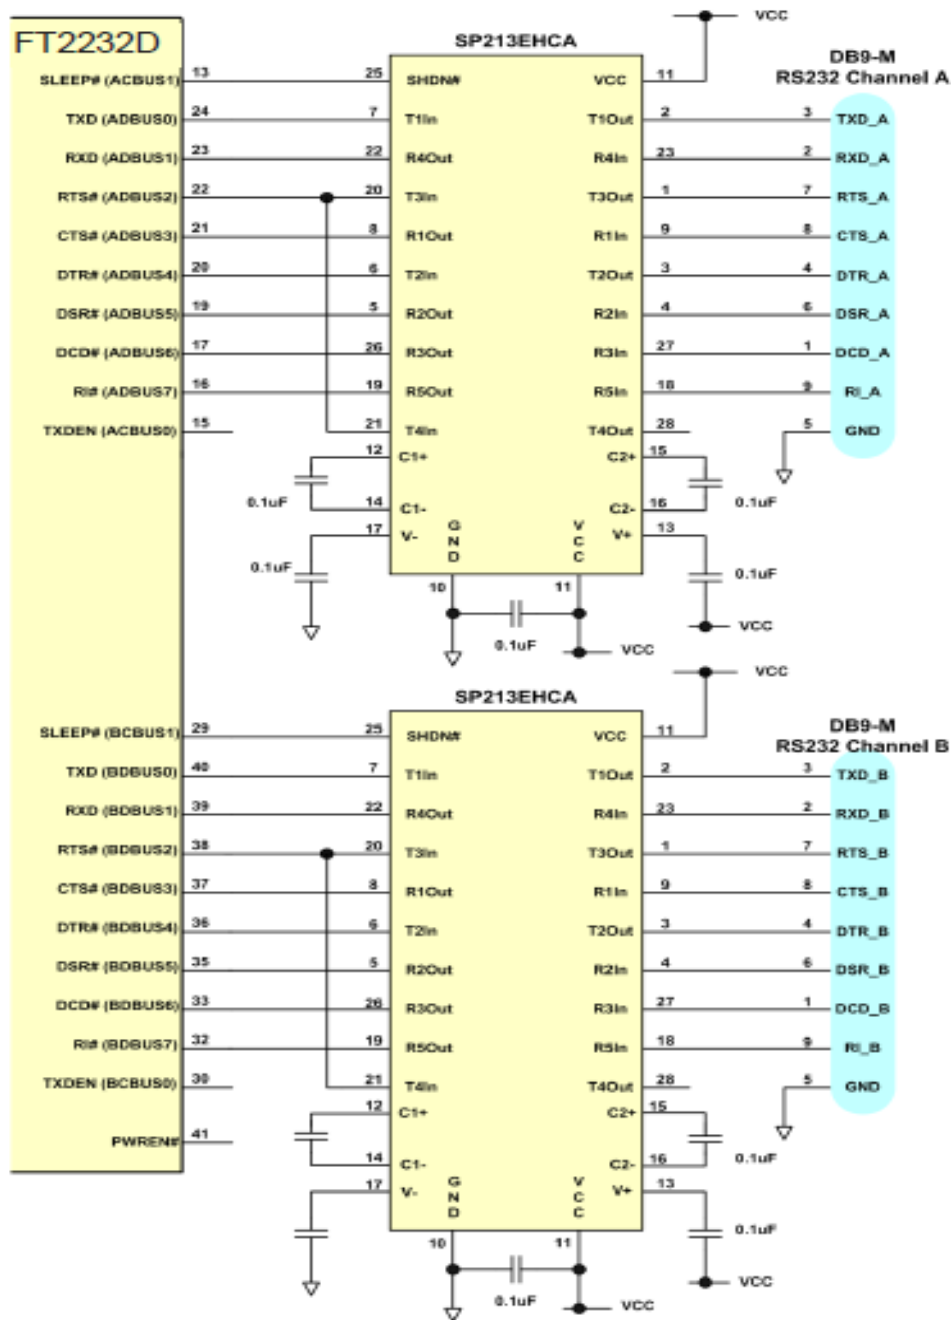 VCC
FT2232D
SP213EHCA
DB9-M
RS232 Channel A
SLEEP# (ACBUS1) 13 25 SHDN# VCC 11
TXD (ADBUS0) 24 7 T1In T1Out 2 3 TXD_A
RXD (ADBUS1) 23 22 R4Out R4In 23 2 RXD_A
RTS# (ADBUS2) 22 20 T3In T3Out 1 7 RTS_A
CTS# (ADBUS3) 21 8 R1Out R1In 9 8 CTS_A
DTR# (ADBUS4) 20 6 T2In T2Out 3 4 DTR_A
DSR# (ADBUS5) 19 5 R2Out R2In 4 6 DSR_A
DCD# (ADBUS6) 17 26 R3Out R3In 27 1 DCD_A
RI# (ADBUS7) 16 19 R5Out R5In 18 9 RI_A
TXDEN (ACBUS0) 15 21 T4In T4Out 28 5 GND
12 C1+ C2+ 15
0.1uF 0.1uF
14 C1- C2- 16
17 V- GND VCC V+ 13
0.1uF 0.1uF
10 11
0.1uF
VCC
VCC
VCC
SP213EHCA
DB9-M
RS232 Channel B
SLEEP# (BCBUS1) 29 25 SHDN# VCC 11
TXD (BDBUS0) 40 7 T1In T1Out 2 3 TXD_B
RXD (BDBUS1) 39 22 R4Out R4In 23 2 RXD_B
RTS# (BDBUS2) 38 20 T3In T3Out 1 7 RTS_B
CTS# (BDBUS3) 37 8 R1Out R1In 9 8 CTS_B
DTR# (BDBUS4) 36 6 T2In T2Out 3 4 DTR_B
DSR# (BDBUS5) 35 5 R2Out R2In 4 6 DSR_B
DCD# (BDBUS6) 33 26 R3Out R3In 27 1 DCD_B
RI# (BDBUS7) 32 19 R5Out R5In 18 9 RI_B
TXDEN (BCBUS0) 30 21 T4In T4Out 28 5 GND
12 C1+ C2+ 15
PWREN# 41
0.1uF
14 C1- C2- 16
17 V- GND VCC V+ 13
0.1uF
10 11
0.1uF
VCC
VCC